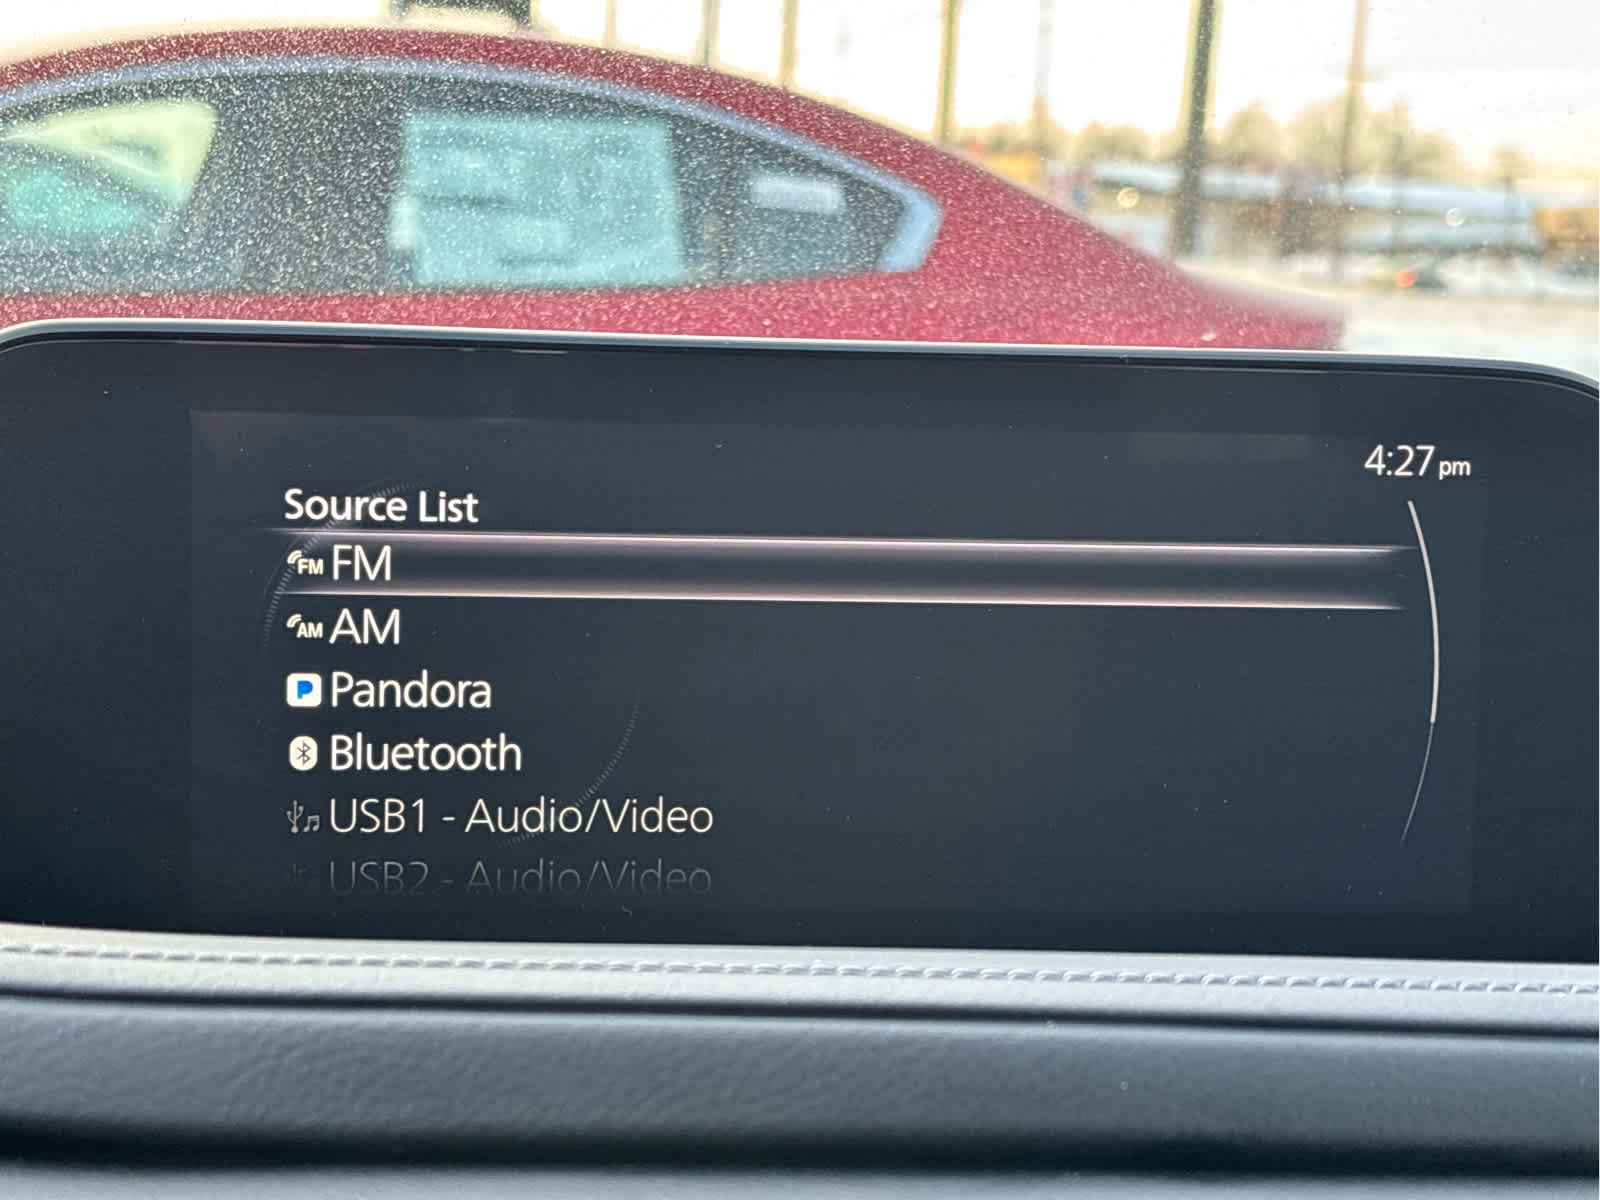 4:27 pm
Source List
FM FM
AM AM
P Pandora
Bluetooth
USB1 - Audio/Video
USB2 - Audio/Video